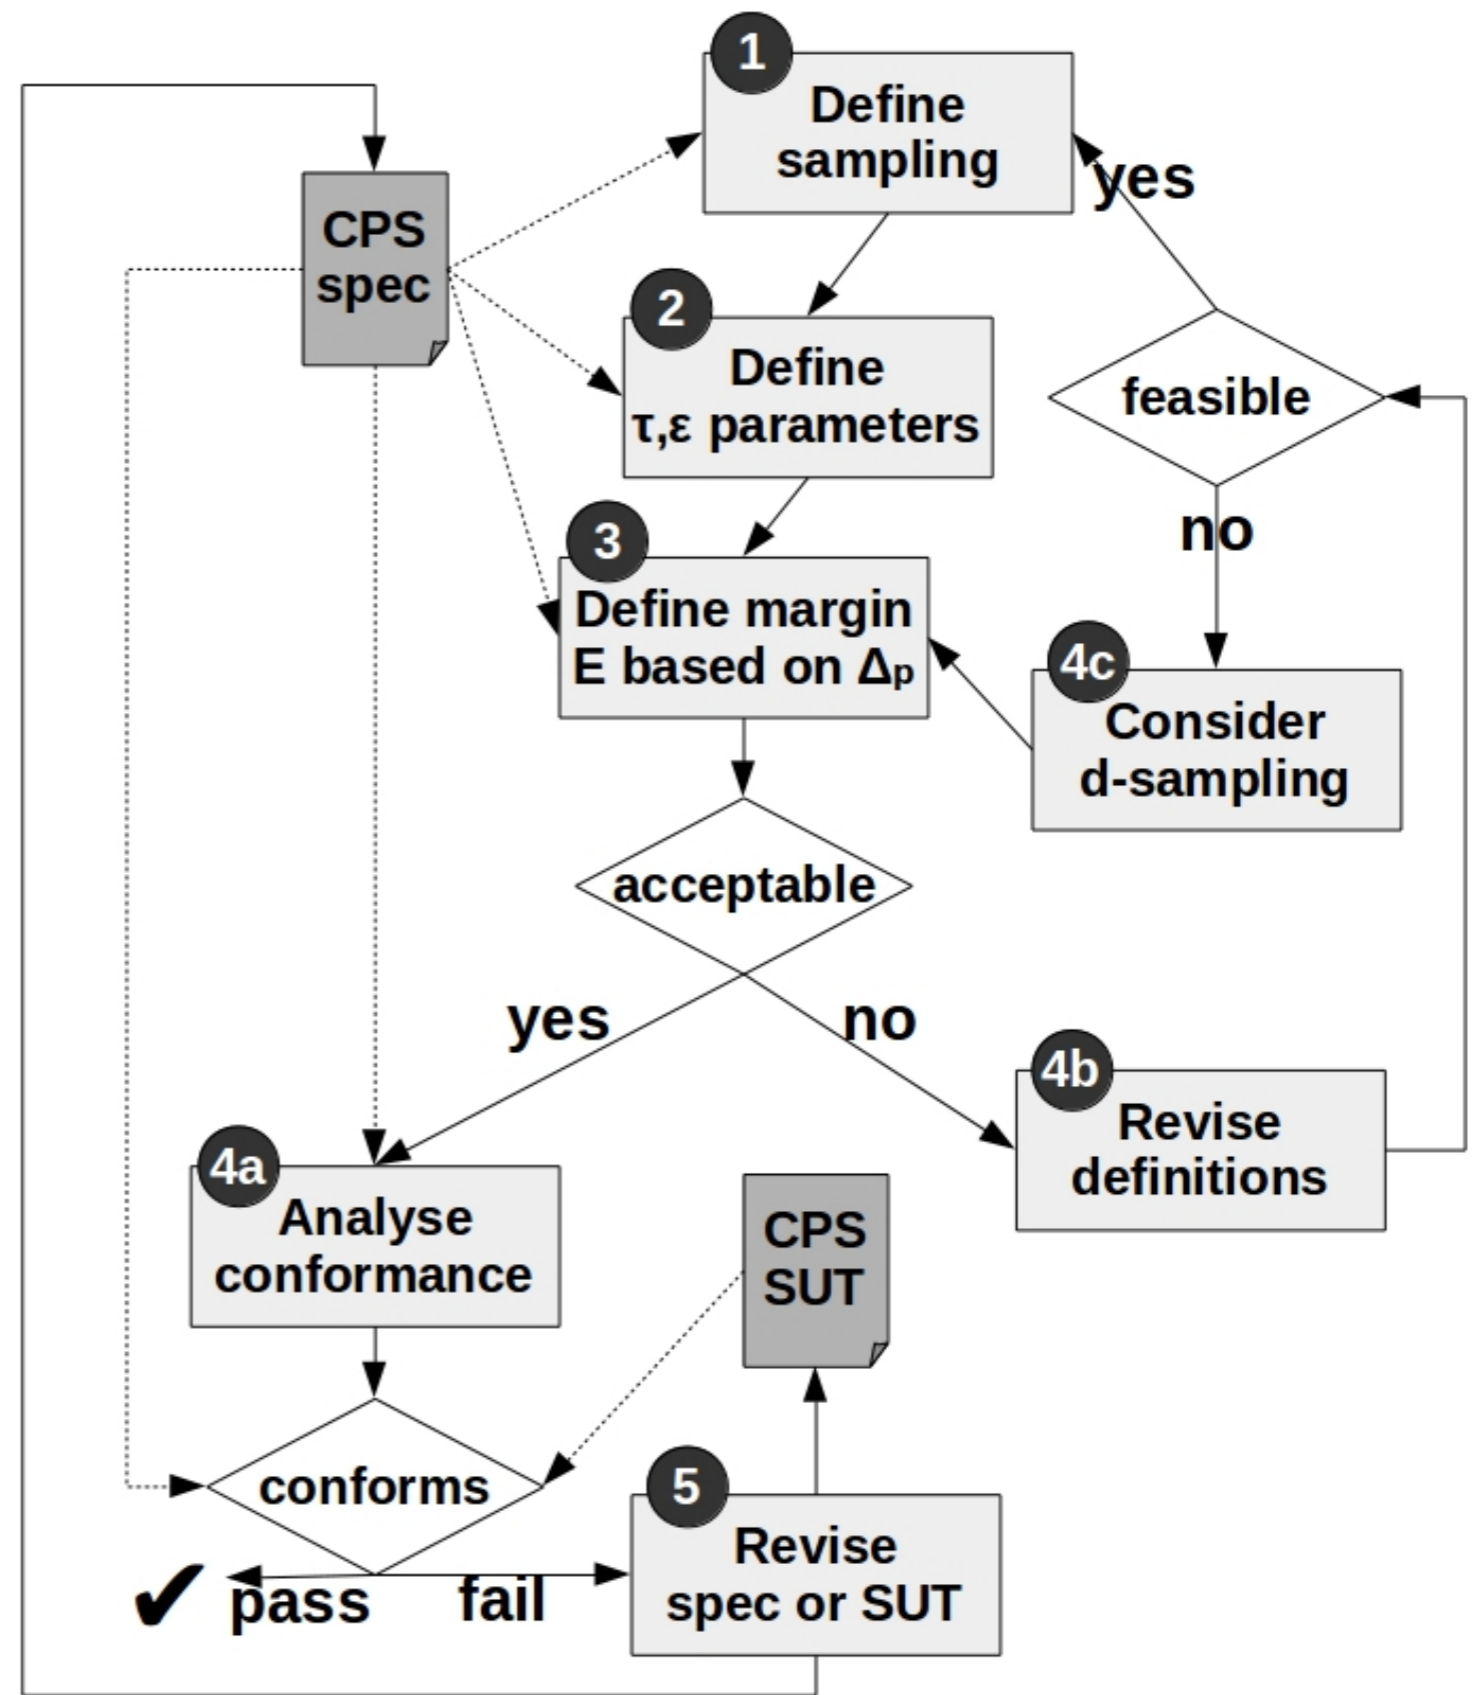 1
Define
sampling
yes
CPS
spec
2
Define
τ,ε parameters
feasible
no
3
Define margin
E based on Δp
4c
Consider
d-sampling
acceptable
yes
no
4b
Revise
definitions
4a
Analyse
conformance
CPS
SUT
conforms
5
Revise
spec or SUT
✔ pass
fail